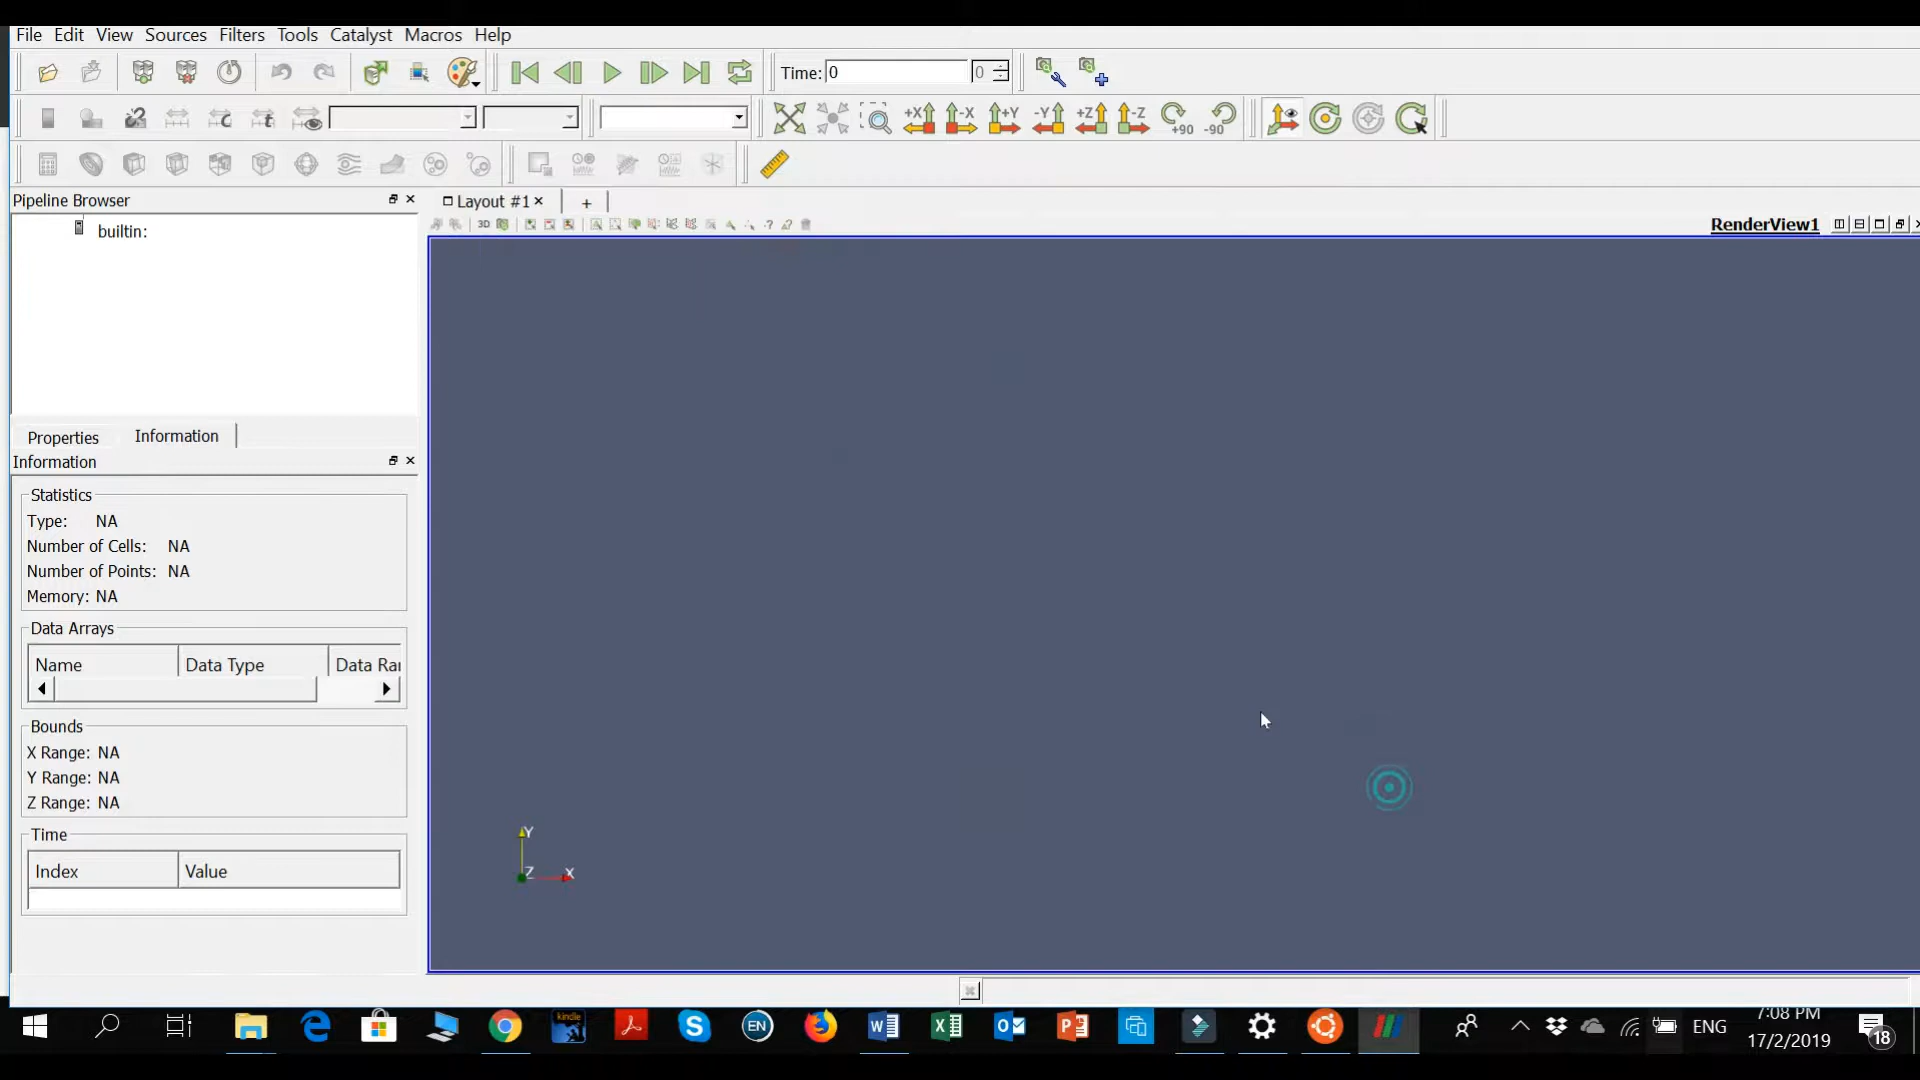 File Edit View Sources Filters Tools Catalyst Macros Help
Time: 0 0
+X -X +Y -Y +Z -Z +90 -90
Pipeline Browser
Layout #1 +
3D
RenderView1
builtin:
Properties Information
Information
Statistics
Type: NA
Number of Cells: NA
Number of Points: NA
Memory: NA
Data Arrays
Name Data Type Data Ra
Bounds
X Range: NA
Y Range: NA
Z Range: NA
Time
Index Value
Y
Z X
kindle
EN
ENG
7:08 PM
17/2/2019
18